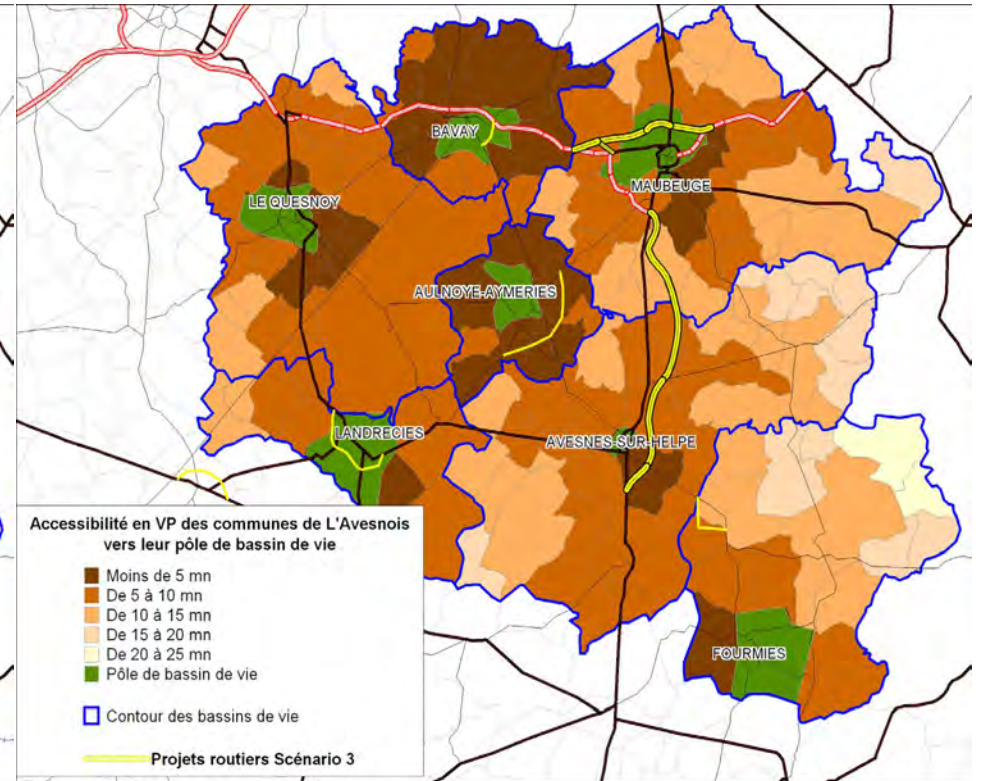 BAVAY
MAUBEUGE
LE QUESNOY
AULNOYE-AYMERIES
LANDRECIES
AVESNES-SUR-HELPE
FOURMIES
Accessibilité en VP des communes de L'Avesnois
vers leur pôle de bassin de vie
Moins de 5 mn
De 5 à 10 mn
De 10 à 15 mn
De 15 à 20 mn
De 20 à 25 mn
Pôle de bassin de vie
Contour des bassins de vie
Projets routiers Scénario 3